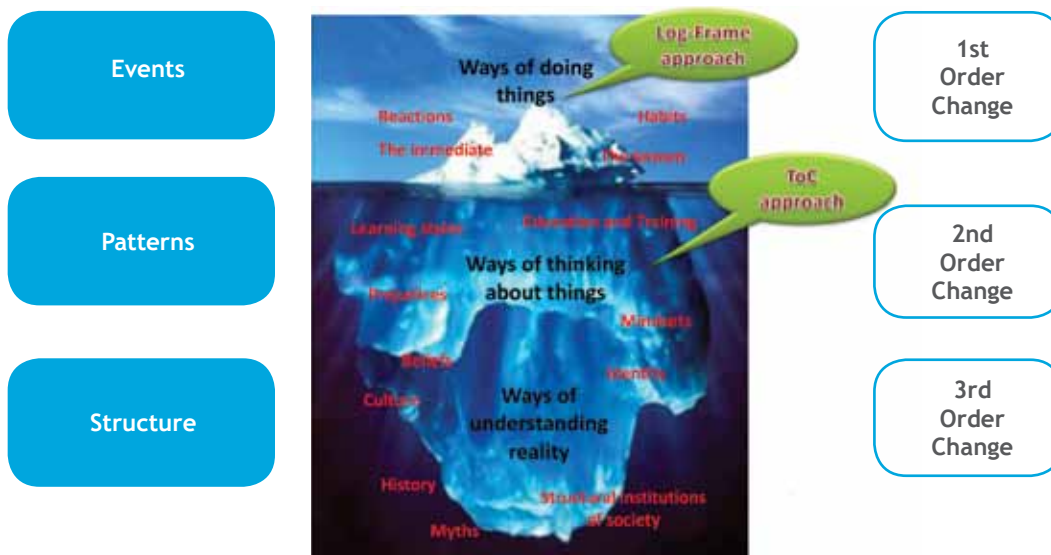 Events
Patterns
Structure
Log-Frame
approach
Ways of doing
things
Reactions
Habits
The immediate
ToC
approach
Learning styles
Education and Training
Ways of thinking
about things
Prejudices
Mindsets
Beliefs
Identity
Culture
Ways of
understanding
reality
History
Structural institutions
of society
Myths
1st
Order
Change
2nd
Order
Change
3rd
Order
Change